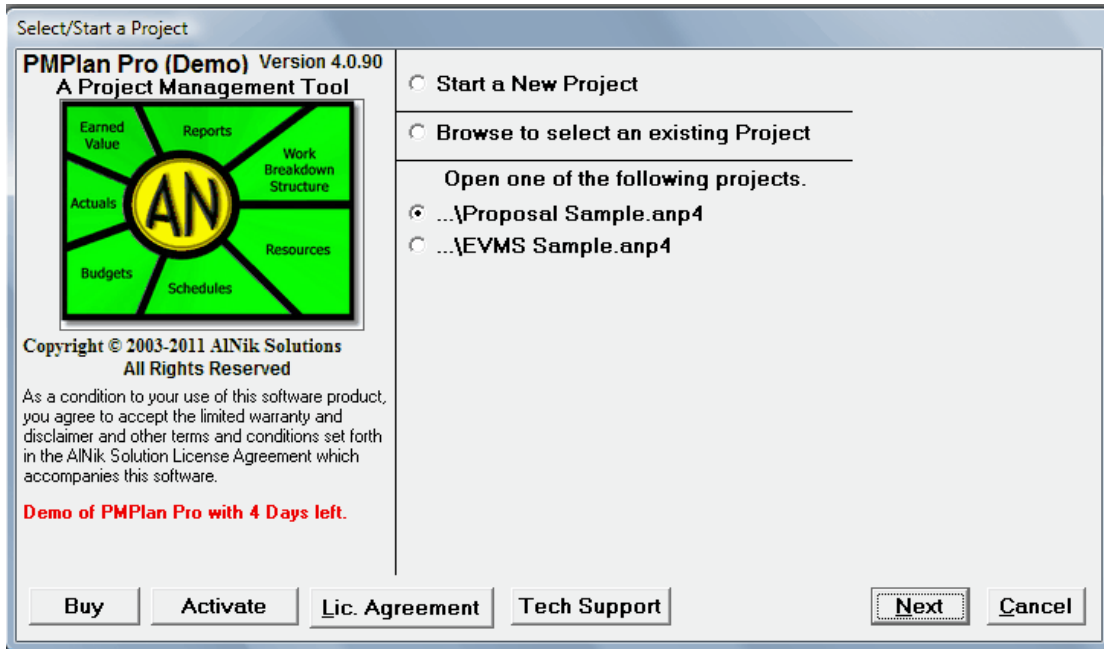 Select/Start a Project
PMPlan Pro (Demo) Version 4.0.90
A Project Management Tool
Earned
Value
Reports
Work
Breakdown
Structure
Actuals
AN
Resources
Budgets
Schedules
Copyright © 2003-2011 AlNik Solutions
All Rights Reserved
As a condition to your use of this software product,
you agree to accept the limited warranty and
disclaimer and other terms and conditions set forth
in the AlNik Solution License Agreement which
accompanies this software.
Demo of PMPlan Pro with 4 Days left.
Start a New Project
Browse to select an existing Project
Open one of the following projects.
...\Proposal Sample.anp4
...\EVMS Sample.anp4
Buy
Activate
Lic. Agreement
Tech Support
Next
Cancel